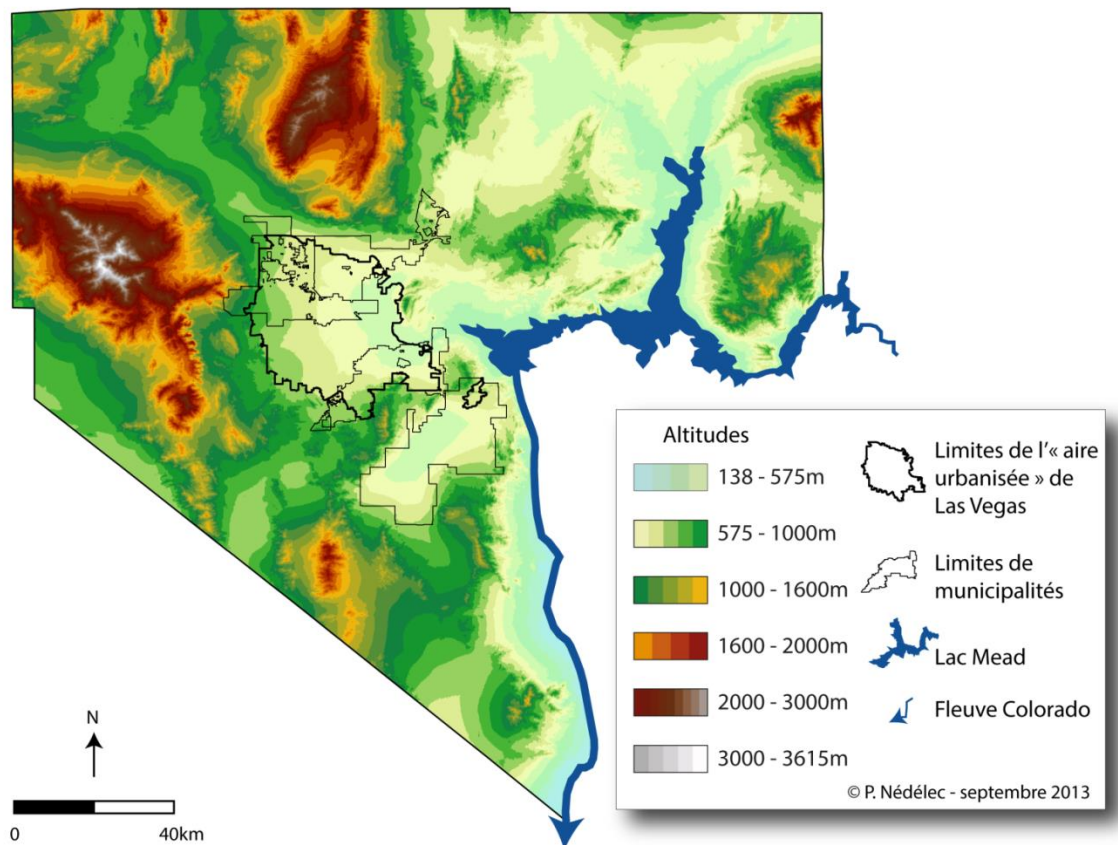 Altitudes
138 - 575m
575 - 1000m
1000 - 1600m
1600 - 2000m
2000 - 3000m
3000 - 3615m
Limites de l'« aire
urbanisée » de
Las Vegas
Limites de
municipalités
Lac Mead
Fleuve Colorado
© P. Nédélec - septembre 2013
N
0 40km